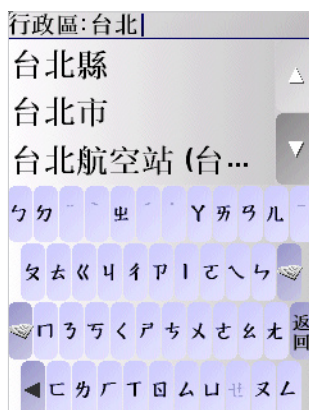 行政區:台北
台北縣
台北市
台北航空站 (台...
ㄅ ㄉ ˇ ˋ ㄓ ˊ ˙ ㄚ ㄞ ㄢ ㄦ
ㄆ ㄊ ㄍ ㄐ ㄔ ㄗ ㄧ ㄛ ㄟ ㄣ
ㄇ ㄋ ㄎ ㄑ ㄕ ㄘ ㄨ ㄜ ㄠ ㄤ 返回
ㄈ ㄌ ㄏ ㄒ ㄖ ㄙ ㄩ ㄝ ㄡ ㄥ